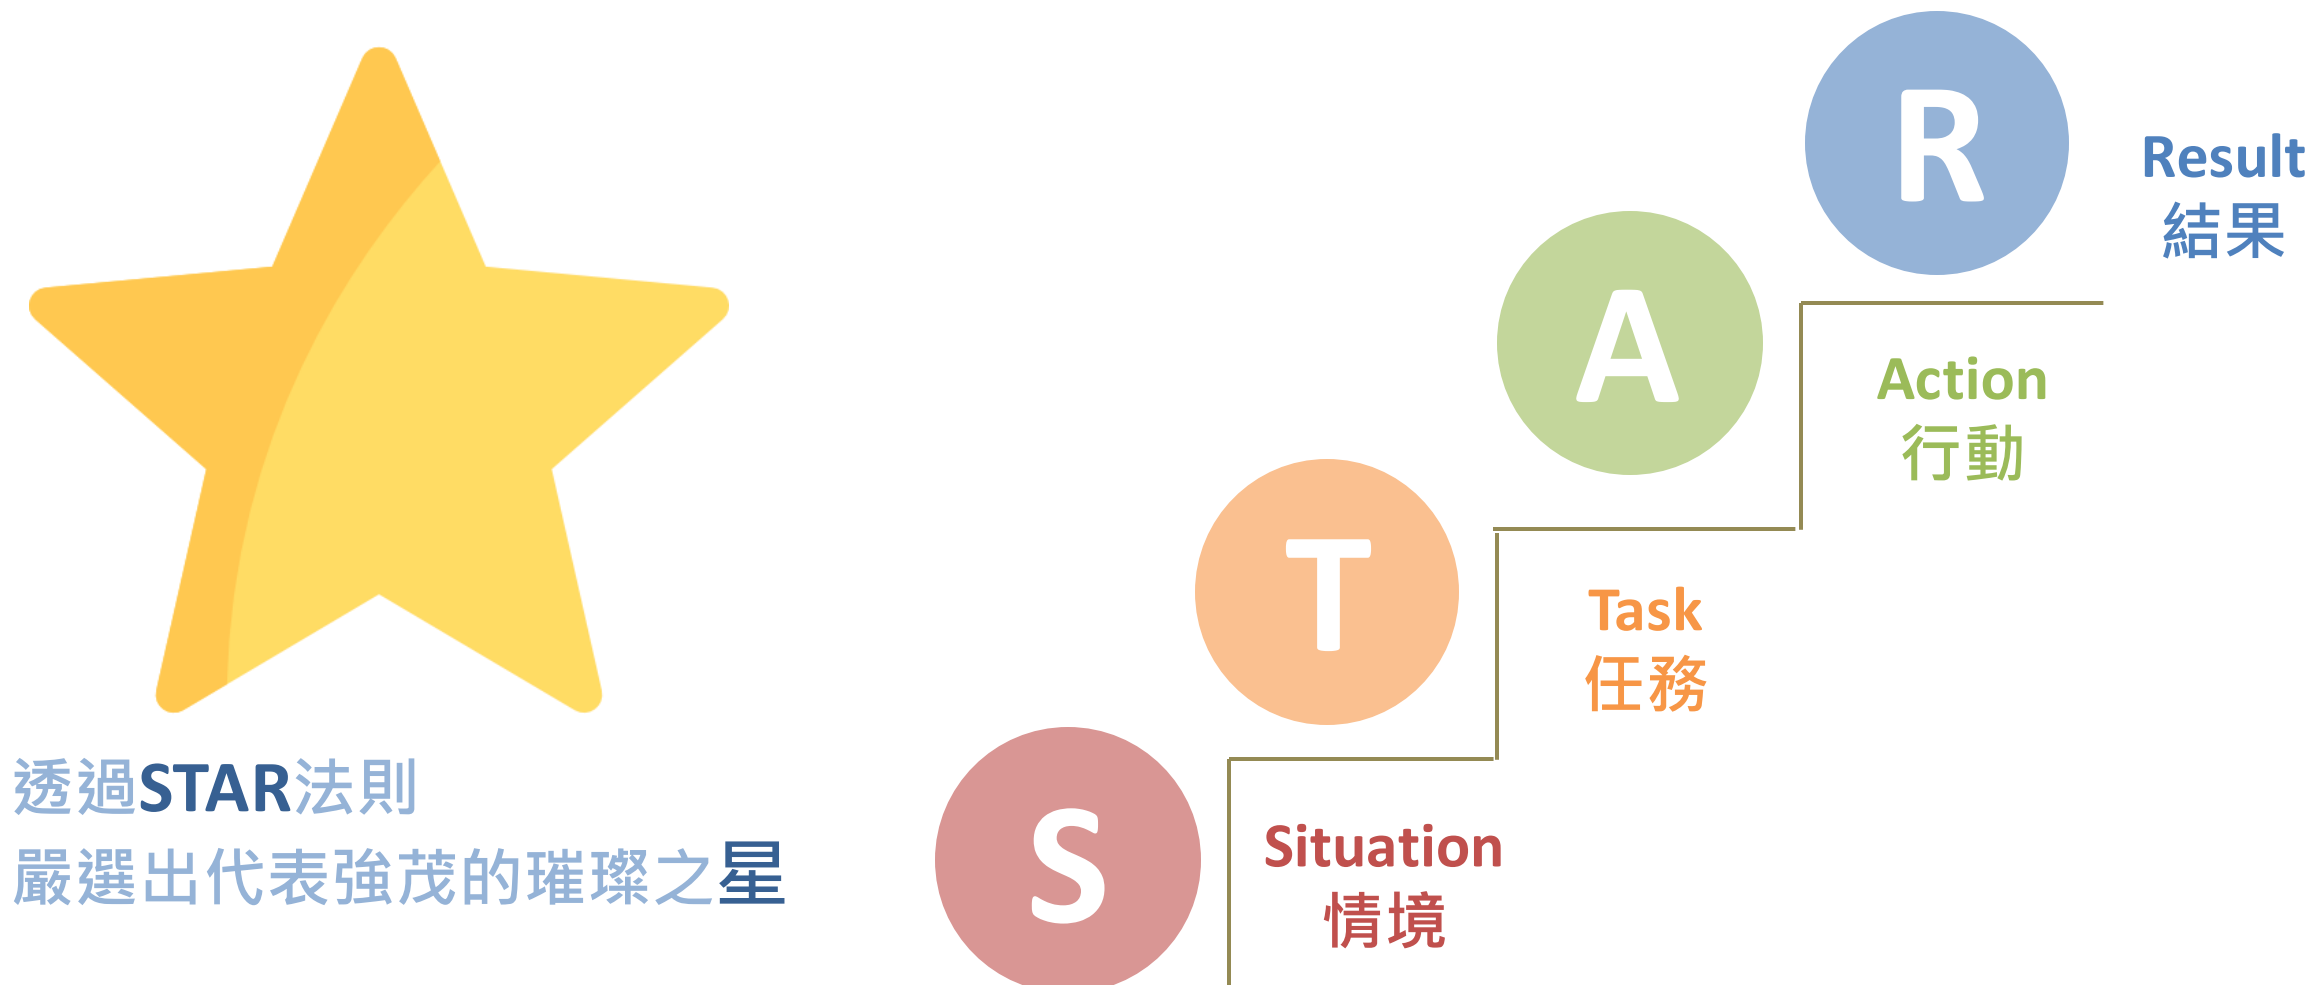 R
Result
結果
A
Action
行動
T
Task
任務
S
Situation
情境
透過STAR法則
嚴選出代表強茂的璀璨之星